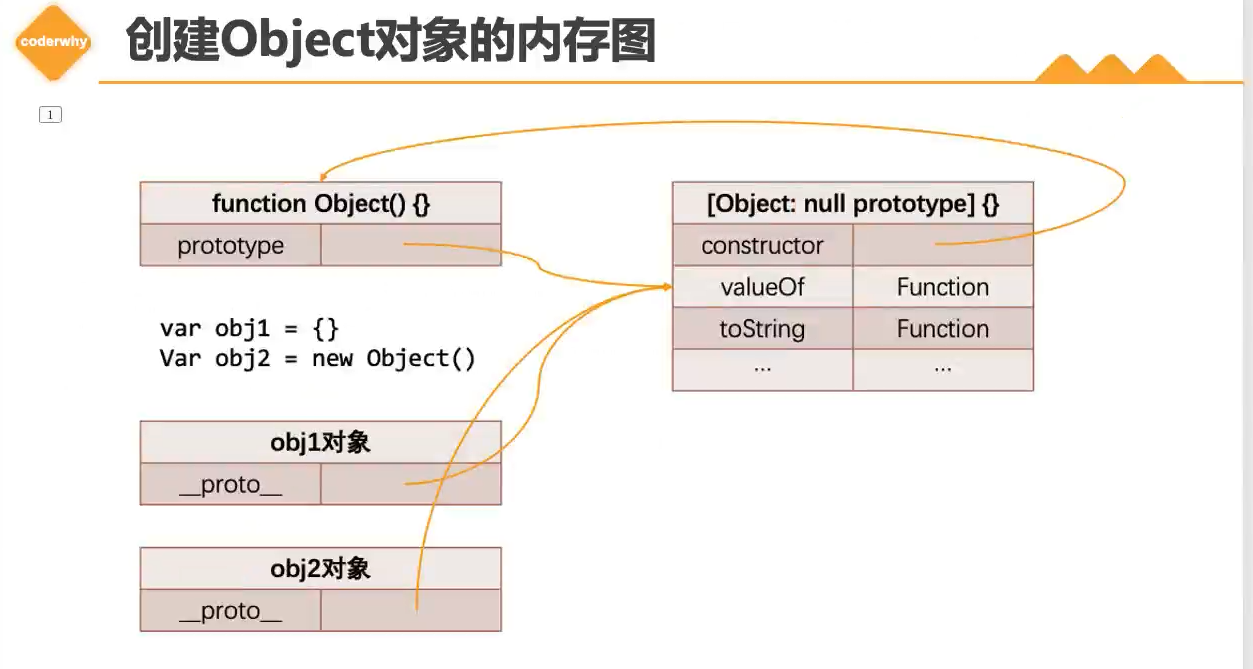 coderwhy
创建Object对象的内存图
1
function Object() {}
prototype
[Object: null prototype] {}
constructor
valueOf Function
toString Function
... ...
var obj1 = {}
Var obj2 = new Object()
obj1对象
__proto__
obj2对象
__proto__